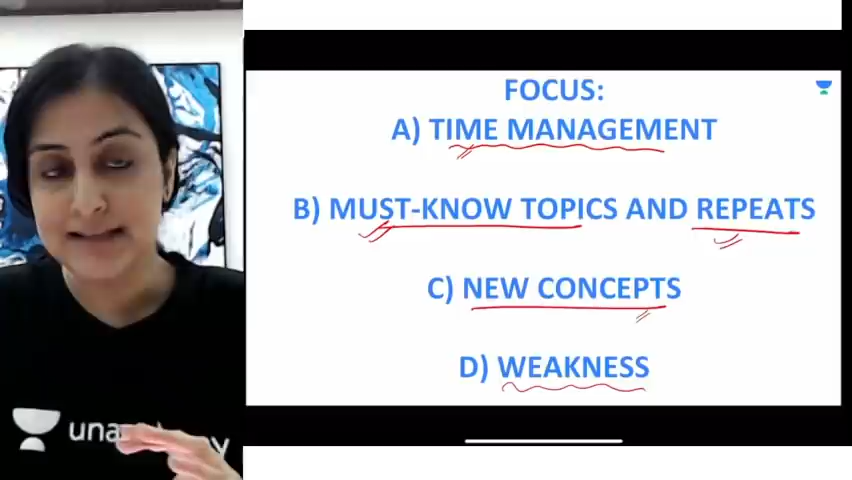 FOCUS:
A) TIME MANAGEMENT
B) MUST-KNOW TOPICS AND REPEATS
C) NEW CONCEPTS
D) WEAKNESS